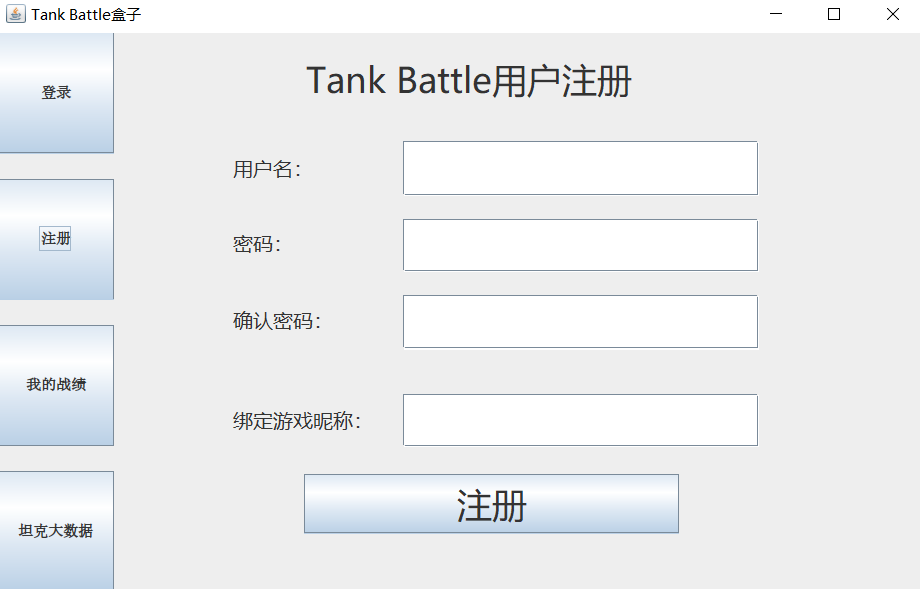 Tank Battle盒子
登录
注册
我的战绩
坦克大数据
Tank Battle用户注册
用户名：
密码：
确认密码：
绑定游戏昵称：
注册